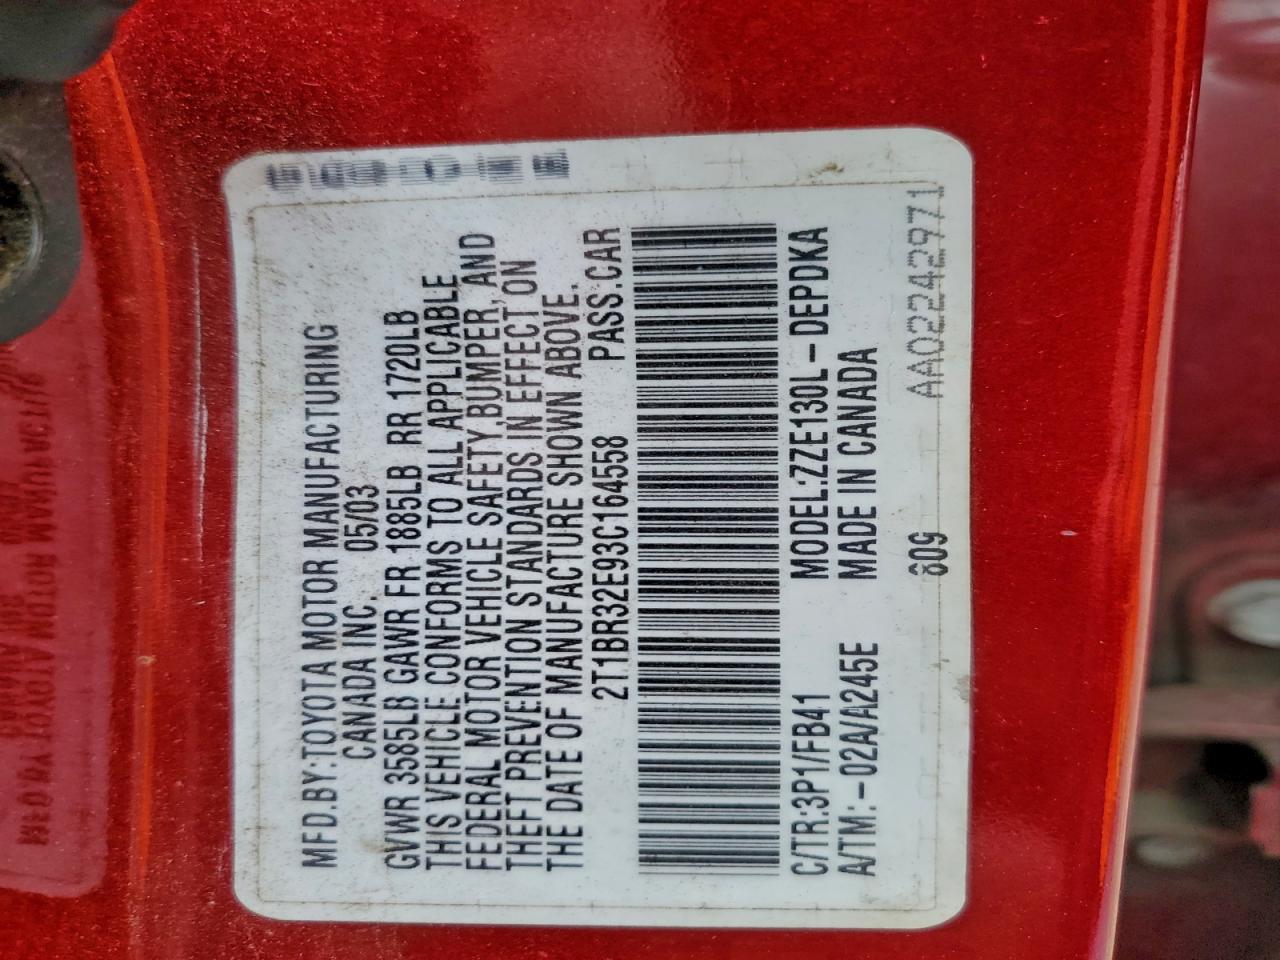 MFD.BY:TOYOTA MOTOR MANUFACTURING
CANADA INC. 05/03
GVWR 3585LB GAWR FR 1885LB RR 1720LB
THIS VEHICLE CONFORMS TO ALL APPLICABLE
FEDERAL MOTOR VEHICLE SAFETY,BUMPER, AND
THEFT PREVENTION STANDARDS IN EFFECT ON
THE DATE OF MANUFACTURE SHOWN ABOVE.
2T1BR32E93C164558 PASS.CAR
C/TR:3P1/FB41 MODEL:ZZE130L-DEPDKA
A/TM:-02A/A245E MADE IN CANADA
609 AA02242971